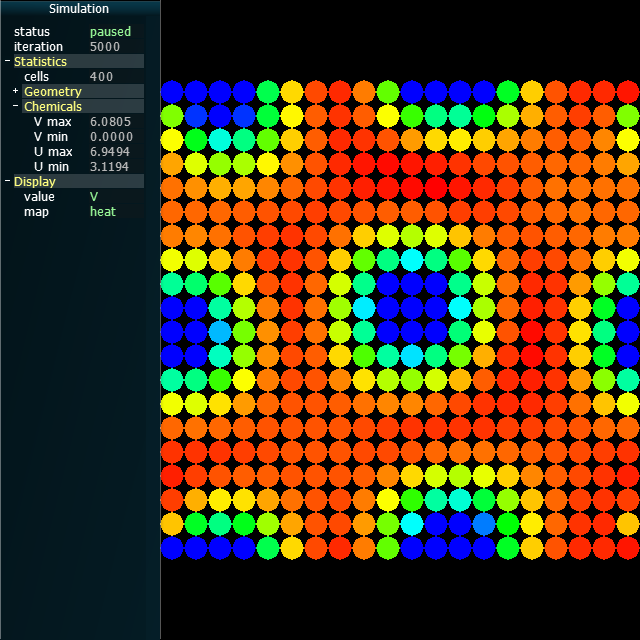 Simulation
status paused
iteration 5000
− Statistics
cells 400
+ Geometry
− Chemicals
V max 6.0805
V min 0.0000
U max 6.9494
U min 3.1194
− Display
value V
map heat